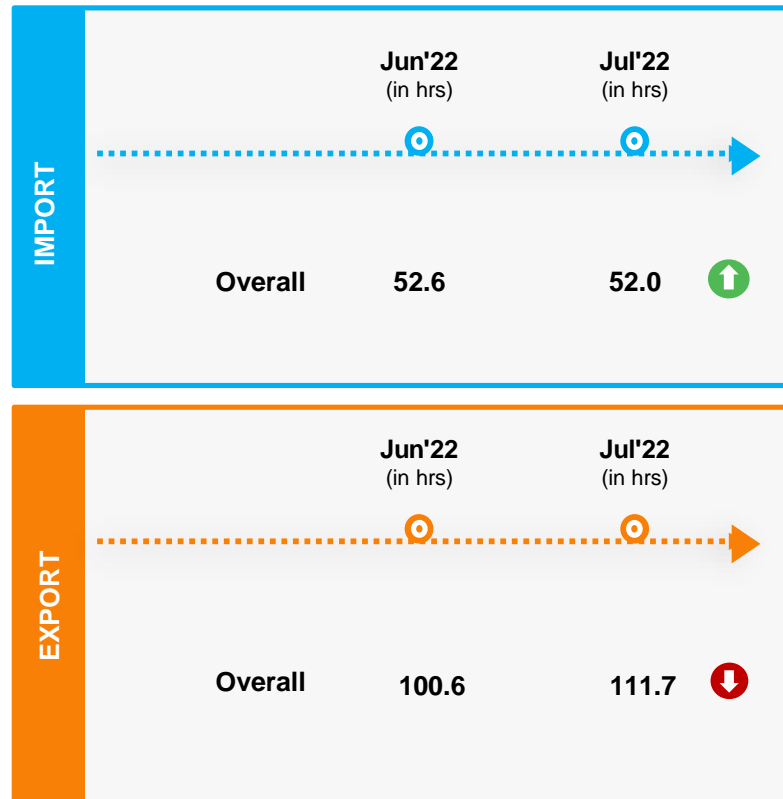 IMPORT
Jun'22 Jul'22
(in hrs) (in hrs)
Overall 52.6 52.0
EXPORT
Jun'22 Jul'22
(in hrs) (in hrs)
Overall 100.6 111.7